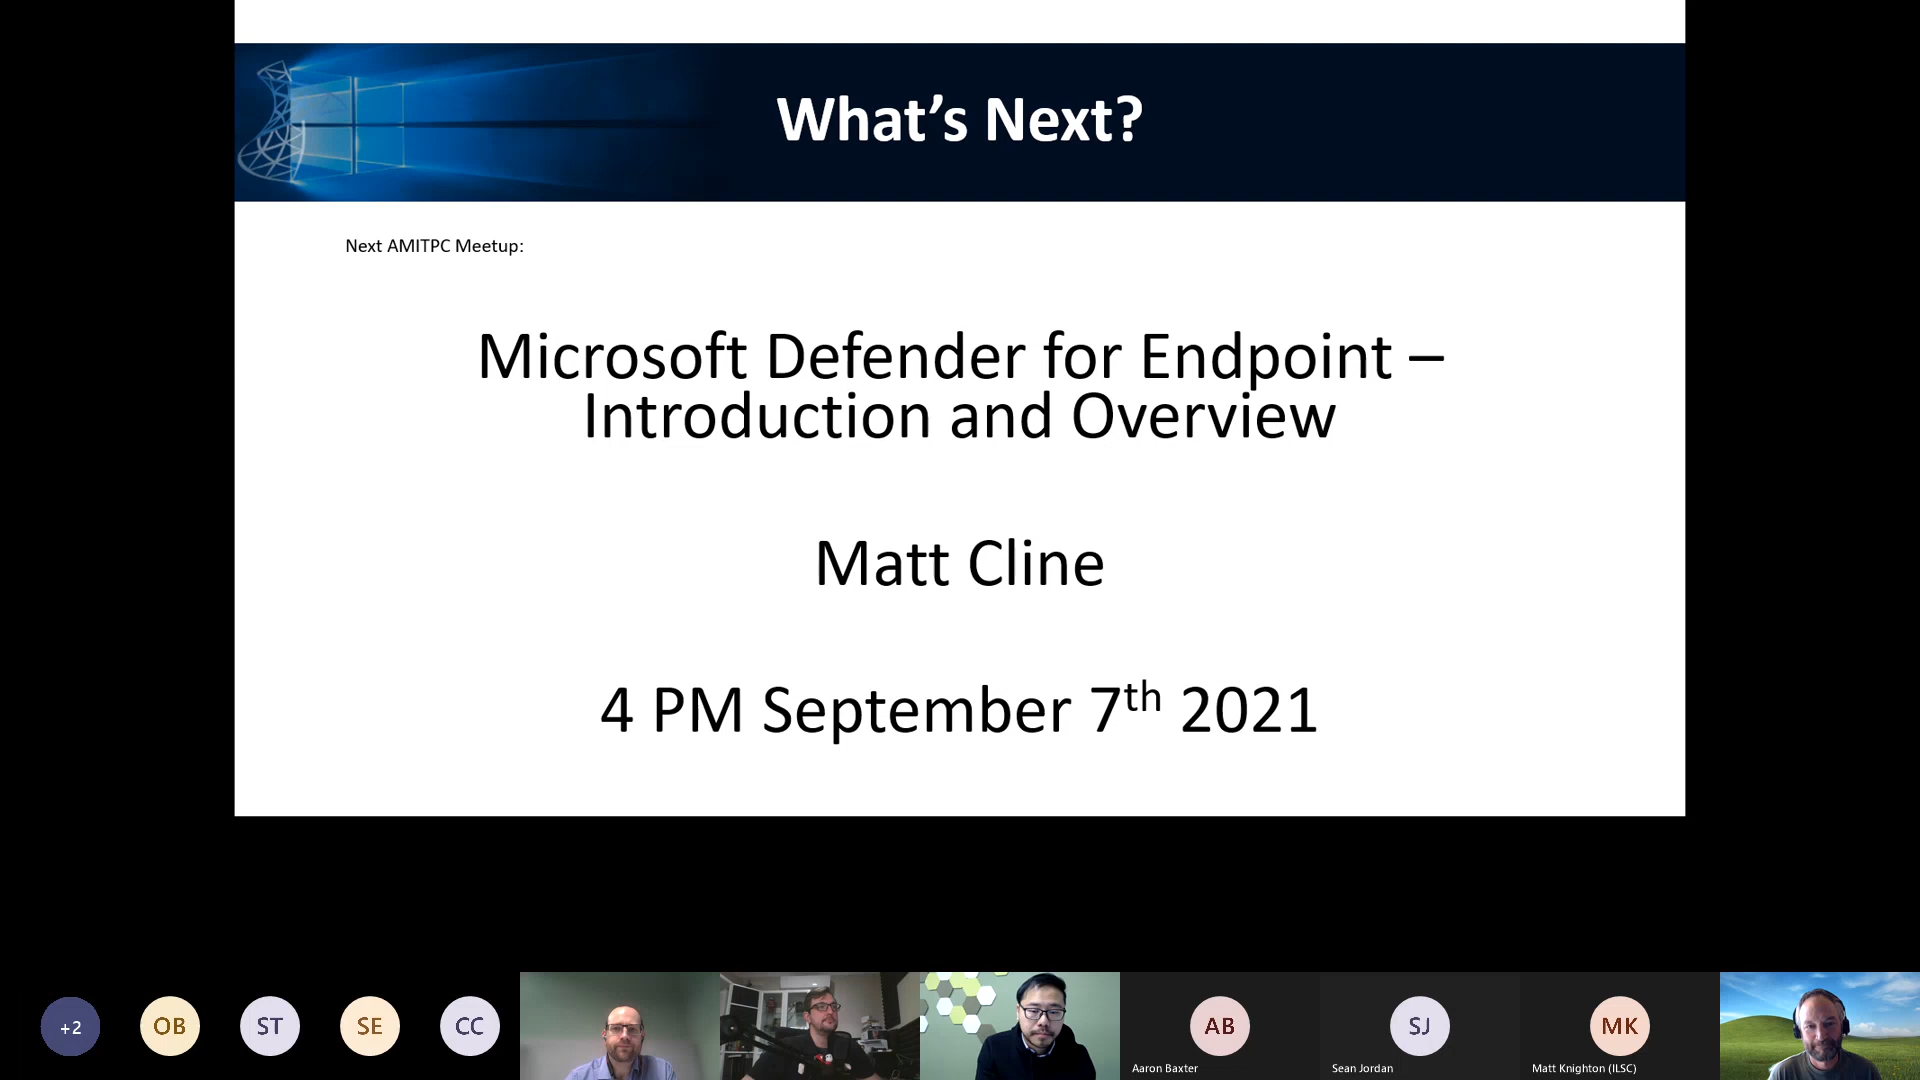 What’s Next?
Next AMITPC Meetup:
Microsoft Defender for Endpoint –
Introduction and Overview
Matt Cline
4 PM September 7th 2021
+2
OB
ST
SE
CC
AB
SJ
MK
Aaron Baxter
Sean Jordan
Matt Knighton (ILSC)